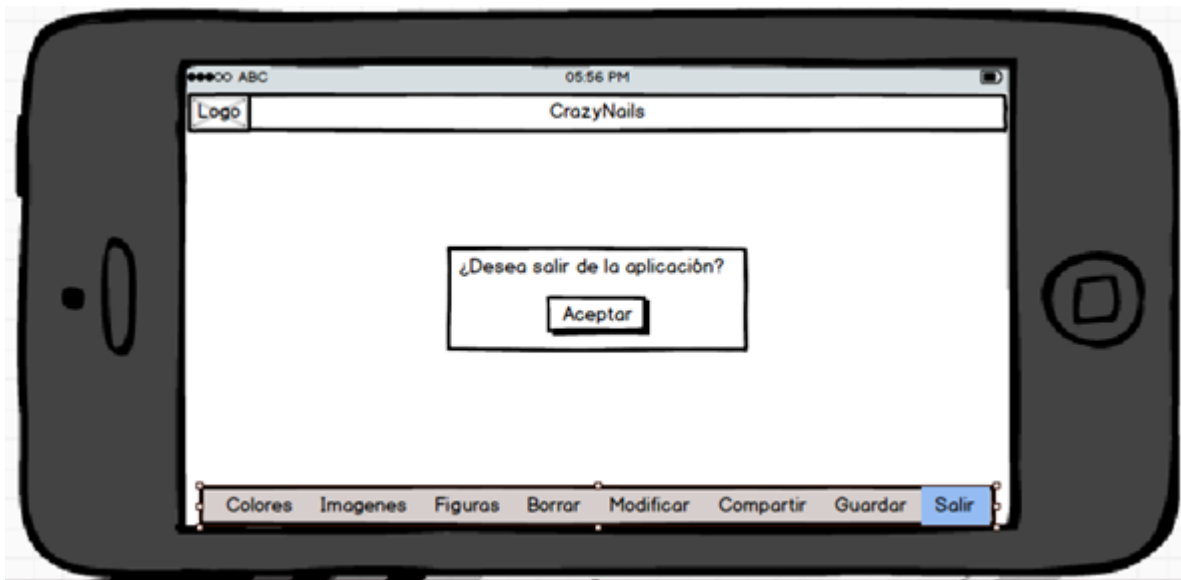 ABC 05:56 PM
Logo CrazyNails
¿Desea salir de la aplicación?
Aceptar
Colores Imagenes Figuras Borrar Modificar Compartir Guardar Salir